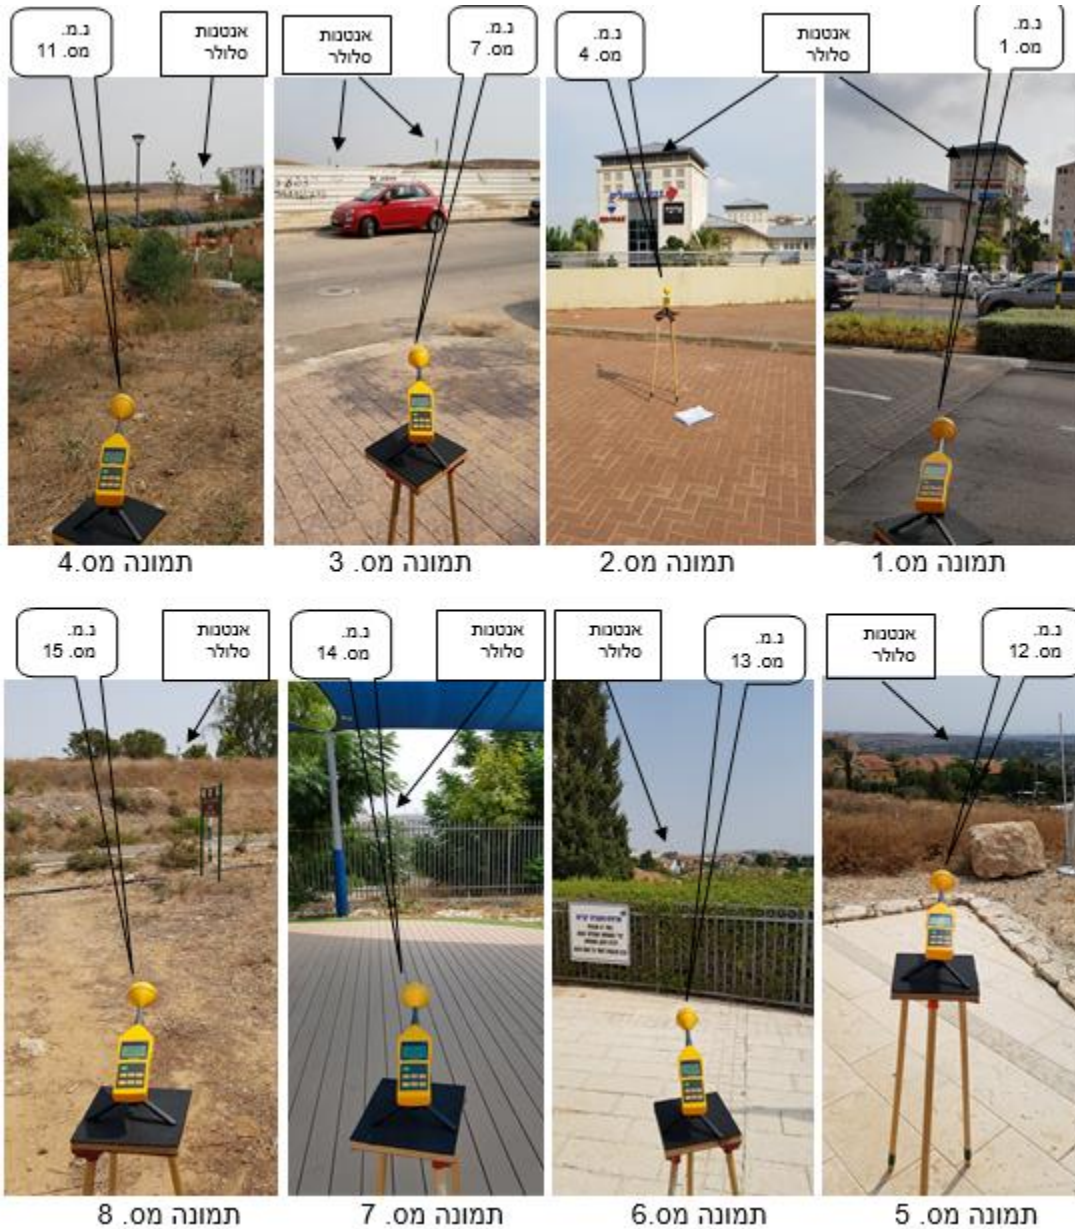 נ.מ.
מס. 1
אנטנות
סלולר
נ.מ.
מס. 4
נ.מ.
מס. 7
אנטנות
סלולר
אנטנות
סלולר
נ.מ.
מס. 11
תמונה מס.1
תמונה מס.2
תמונה מס. 3
תמונה מס.4
נ.מ.
מס. 12
אנטנות
סלולר
נ.מ.
מס. 13
אנטנות
סלולר
אנטנות
סלולר
נ.מ.
מס. 14
אנטנות
סלולר
נ.מ.
מס. 15
תמונה מס. 5
תמונה מס.6
תמונה מס. 7
תמונה מס. 8